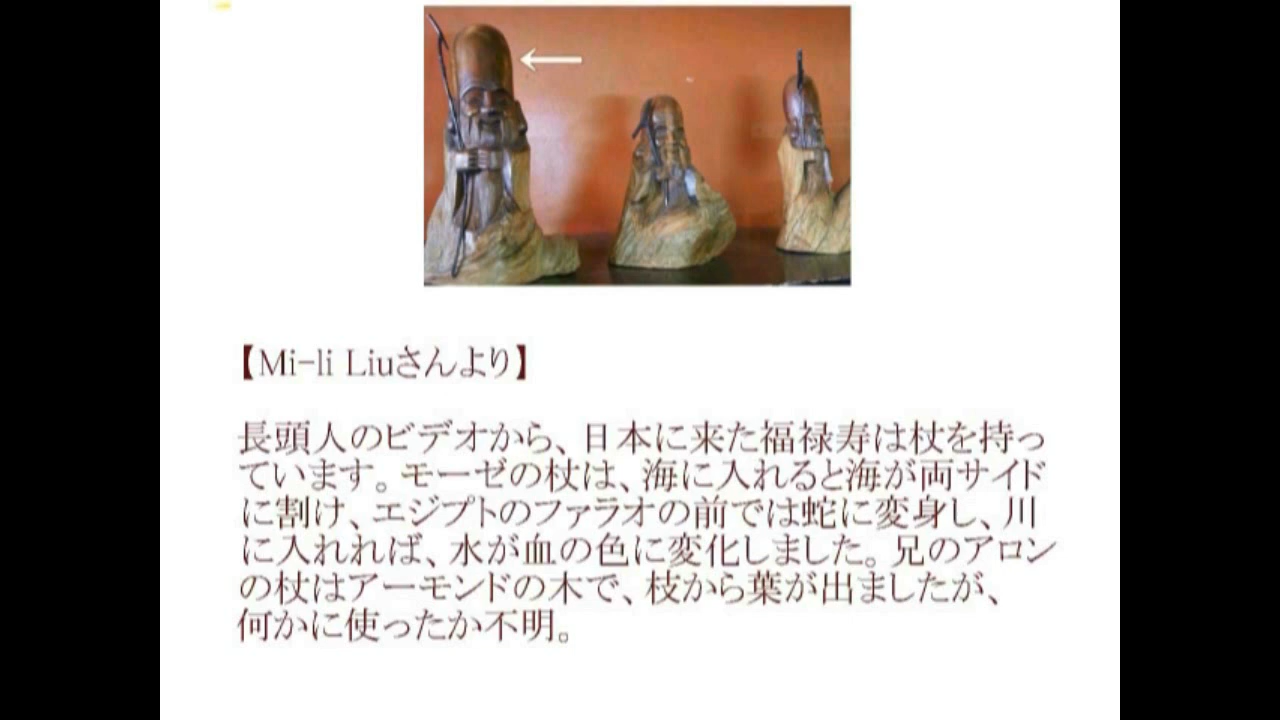 【Mi-li Liuさんより】
長頭人のビデオから、日本に来た福禄寿は杖を持っ
ています。モーゼの杖は、海に入れると海が両サイド
に割け、エジプトのファラオの前では蛇に変身し、川
に入れれば、水が血の色に変化しました。兄のアロン
の杖はアーモンドの木で、枝から葉が出ましたが、
何かに使ったか不明。